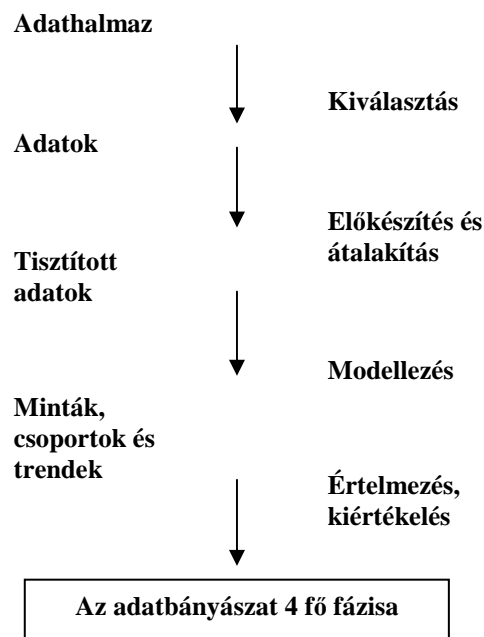 Adathalmaz
Kiválasztás
Adatok
Előkészítés és
átalakítás
Tisztított
adatok
Modellezés
Minták,
csoportok és
trendek
Értelmezés,
kiértékelés
Az adatbányászat 4 fő fázisa